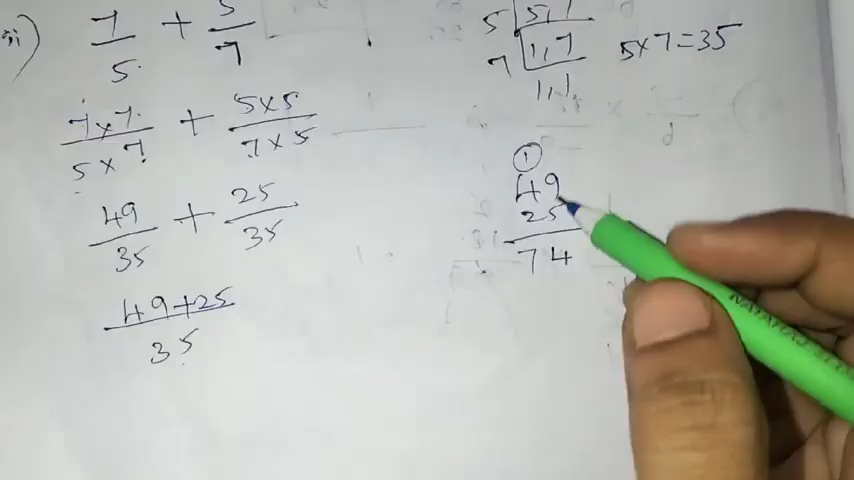 ii) 7/5 + 5/7
7×7/5×7 + 5×5/7×5
49/35 + 25/35
49+25/35
5 | 5,7
7 | 1,7
1,1
5×7=35
1
49
25
74
NATARAJ